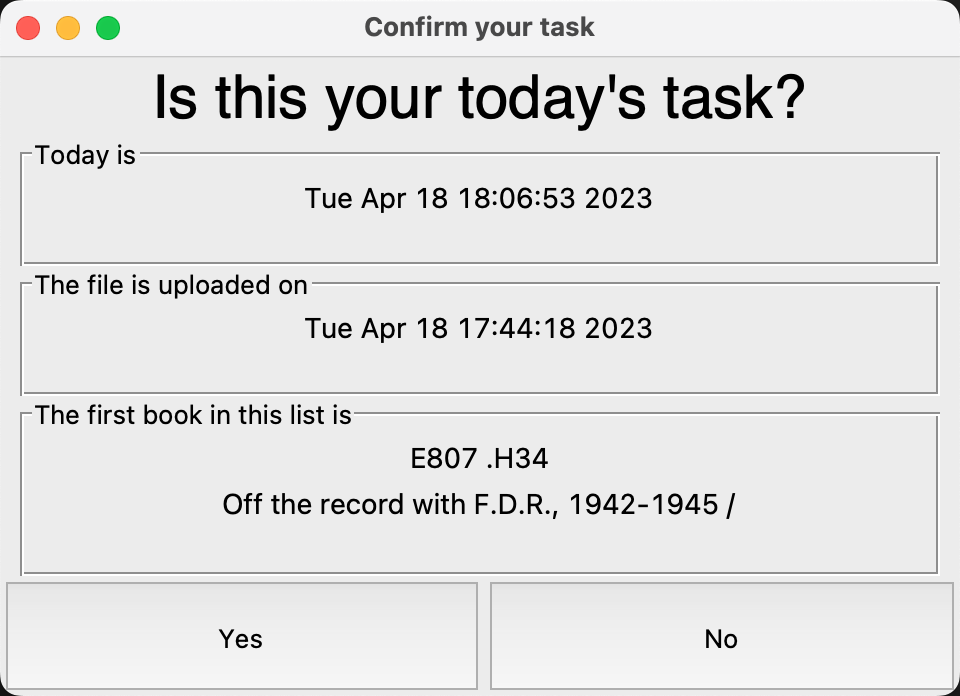 Confirm your task
Is this your today's task?
Today is
Tue Apr 18 18:06:53 2023
The file is uploaded on
Tue Apr 18 17:44:18 2023
The first book in this list is
E807 .H34
Off the record with F.D.R., 1942-1945 /
Yes
No